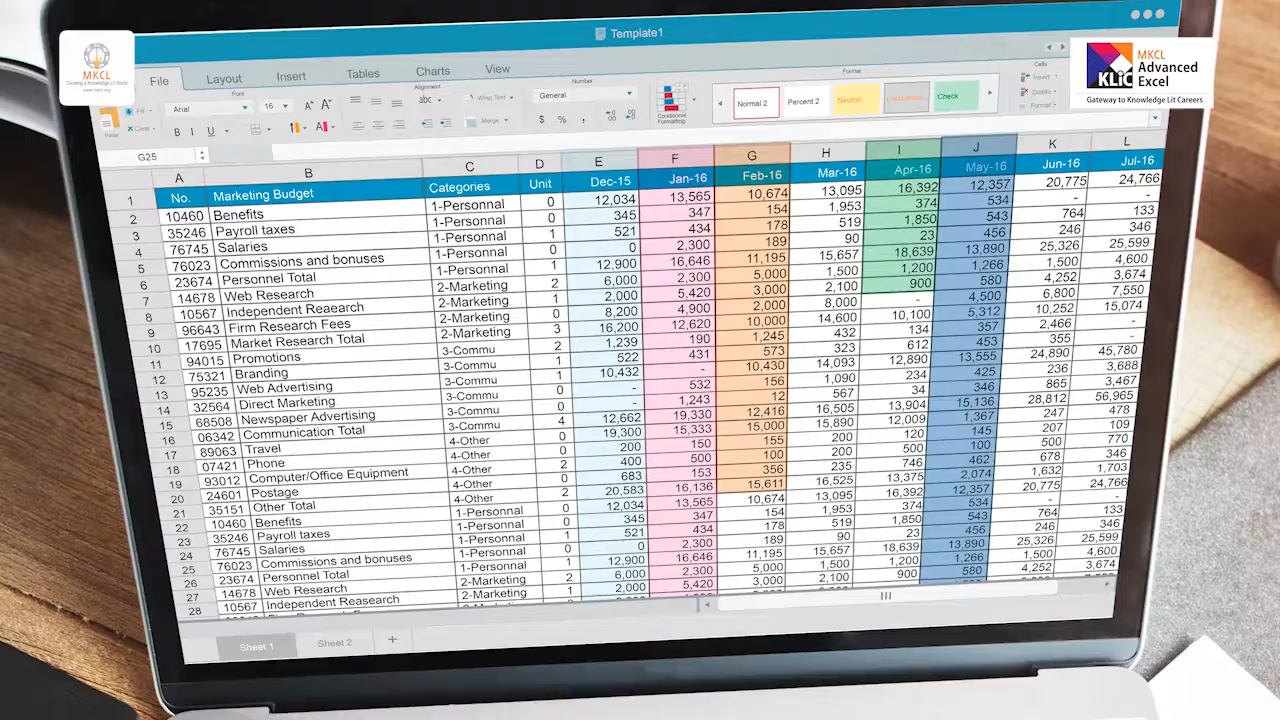 MKCL
Creating a Knowledge Lit World
www.mkcl.org
MKCL
KLiC Advanced
Excel
Gateway to Knowledge Lit Careers
Template1
File Layout Insert Tables Charts View
Font Alignment Number Format Cells
Arial 16 abc Wrap Text General Normal 2 Percent 2 Neutral Check Insert
Fill Delete
Paste Clear B I U Merge $ % Conditional Formatting Format
G25
A B C D E F G H I J K L
1 No. Marketing Budget Categories Unit Dec-15 Jan-16 Feb-16 Mar-16 Apr-16 May-16 Jun-16 Jul-16
2 10460 Benefits 1-Personnal 0 12,034 13,565 10,674 13,095 16,392 12,357 20,775 24,766
3 35246 Payroll taxes 1-Personnal 0 345 347 154 1,953 374 534 - -
4 76745 Salaries 1-Personnal 1 521 434 178 519 1,850 543 764 133
5 76023 Commissions and bonuses 1-Personnal 0 0 2,300 189 90 23 456 246 346
6 23674 Personnel Total 1-Personnal 1 12,900 16,646 11,195 15,657 18,639 13,890 25,326 25,599
7 14678 Web Research 2-Marketing 2 6,000 2,300 5,000 1,500 1,200 1,266 1,500 4,600
8 10567 Independent Reaearch 2-Marketing 1 2,000 5,420 3,000 2,100 900 580 4,252 3,674
9 96643 Firm Research Fees 2-Marketing 0 8,200 4,900 2,000 8,000 - 4,500 6,800 7,550
10 17695 Market Research Total 2-Marketing 3 16,200 12,620 10,000 14,600 10,100 5,312 10,252 15,074
11 94015 Promotions 3-Commu 2 1,239 190 1,245 432 134 357 2,466 -
12 75321 Branding 3-Commu 1 522 431 573 323 612 453 355 -
13 95235 Web Advertising 3-Commu 1 10,432 - 10,430 14,093 12,890 13,555 24,890 45,780
14 32564 Direct Marketing 3-Commu 0 - 532 156 1,090 234 425 236 3,688
15 68508 Newspaper Advertising 3-Commu 0 - 1,243 12 567 34 346 865 3,467
16 06342 Communication Total 3-Commu 4 12,662 19,330 12,416 16,505 13,904 15,136 28,812 56,965
17 89063 Travel 4-Other 0 19,300 15,333 15,000 15,890 12,009 1,367 247 478
18 07421 Phone 4-Other 0 200 150 155 200 120 145 207 109
19 93012 Computer/Office Equipment 4-Other 2 400 500 100 200 500 100 500 770
20 24601 Postage 4-Other 0 683 153 356 235 746 462 678 346
21 35151 Other Total 4-Other 2 20,583 16,136 15,611 16,525 13,375 2,074 1,632 1,703
22 10460 Benefits 1-Personnal 0 12,034 13,565 10,674 13,095 16,392 12,357 20,775 24,766
23 35246 Payroll taxes 1-Personnal 0 345 347 154 1,953 374 534 - -
24 76745 Salaries 1-Personnal 1 521 434 178 519 1,850 543 764 133
25 76023 Commissions and bonuses 1-Personnal 0 0 2,300 189 90 23 456 246 346
26 23674 Personnel Total 1-Personnal 1 12,900 16,646 11,195 15,657 18,639 13,890 25,326 25,599
27 14678 Web Research 2-Marketing 2 6,000 2,300 5,000 1,500 1,200 1,266 1,500 4,600
28 10567 Independent Reasearch 2-Marketing 1 2,000 5,420 3,000 2,100 900 580 4,252 3,674
Sheet 1 Sheet 2 +